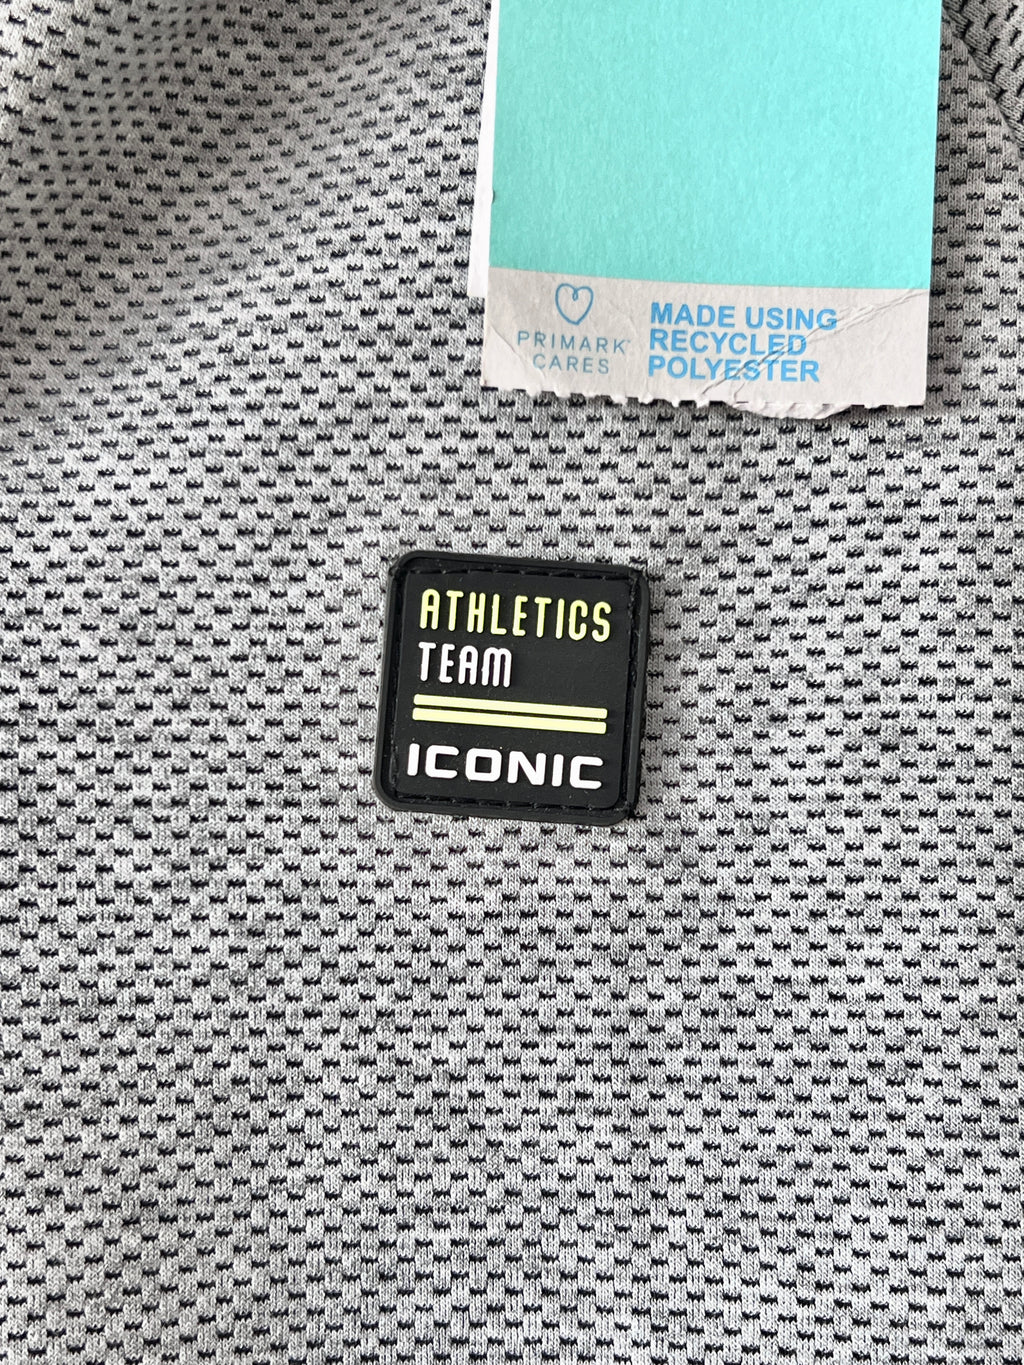 PRIMARK
CARES
MADE USING
RECYCLED
POLYESTER
ATHLETICS
TEAM
ICONIC